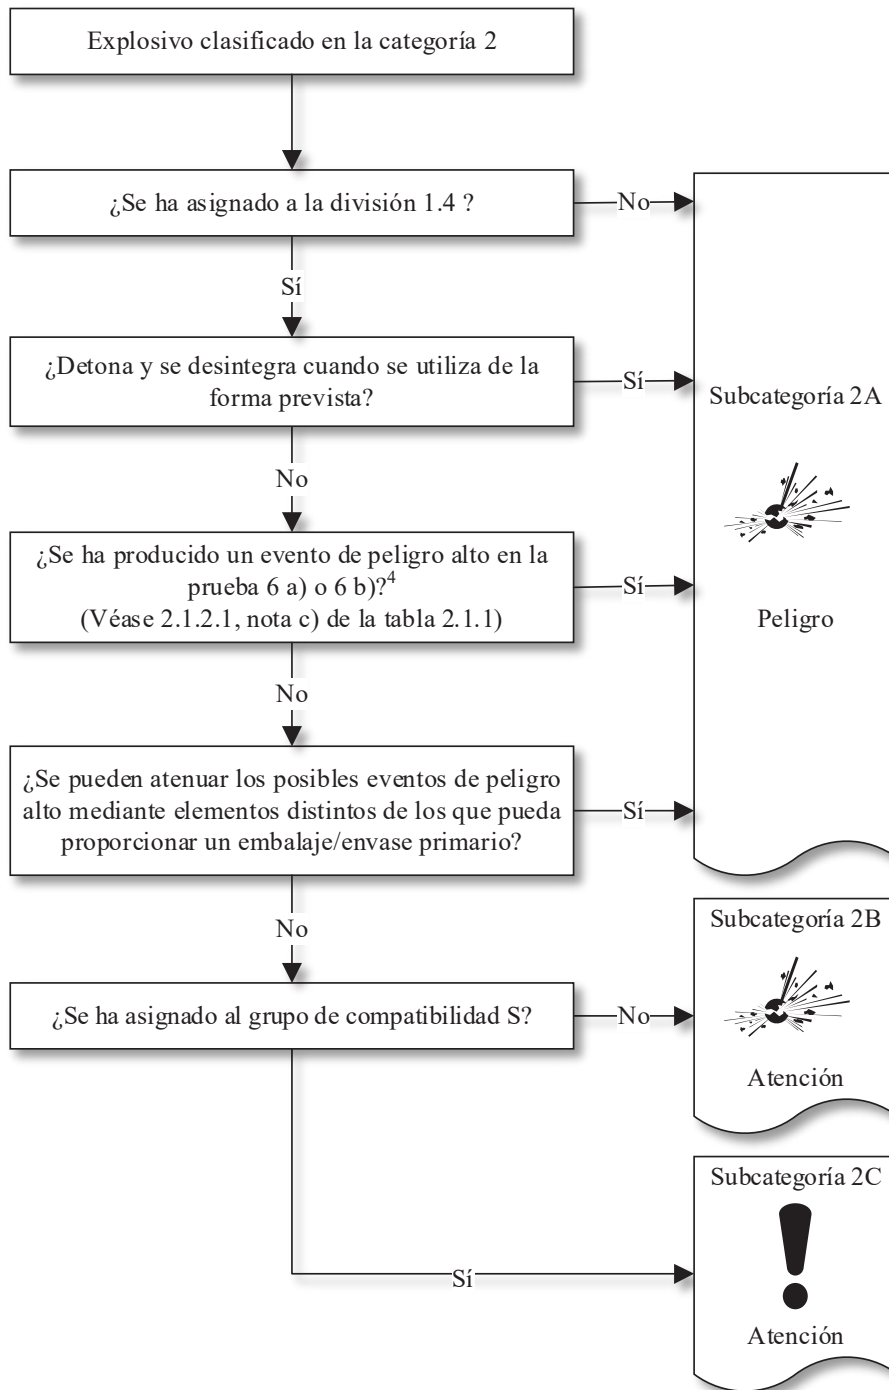 Explosivo clasificado en la categoría 2
¿Se ha asignado a la división 1.4 ?
No
Sí
¿Detona y se desintegra cuando se utiliza de la
forma prevista?
Sí
No
Subcategoría 2A
Peligro
¿Se ha producido un evento de peligro alto en la
prueba 6 a) o 6 b)?⁴
(Véase 2.1.2.1, nota c) de la tabla 2.1.1)
Sí
No
¿Se pueden atenuar los posibles eventos de peligro
alto mediante elementos distintos de los que pueda
proporcionar un embalaje/envase primario?
Sí
No
¿Se ha asignado al grupo de compatibilidad S?
No
Subcategoría 2B
Atención
Sí
Subcategoría 2C
Atención